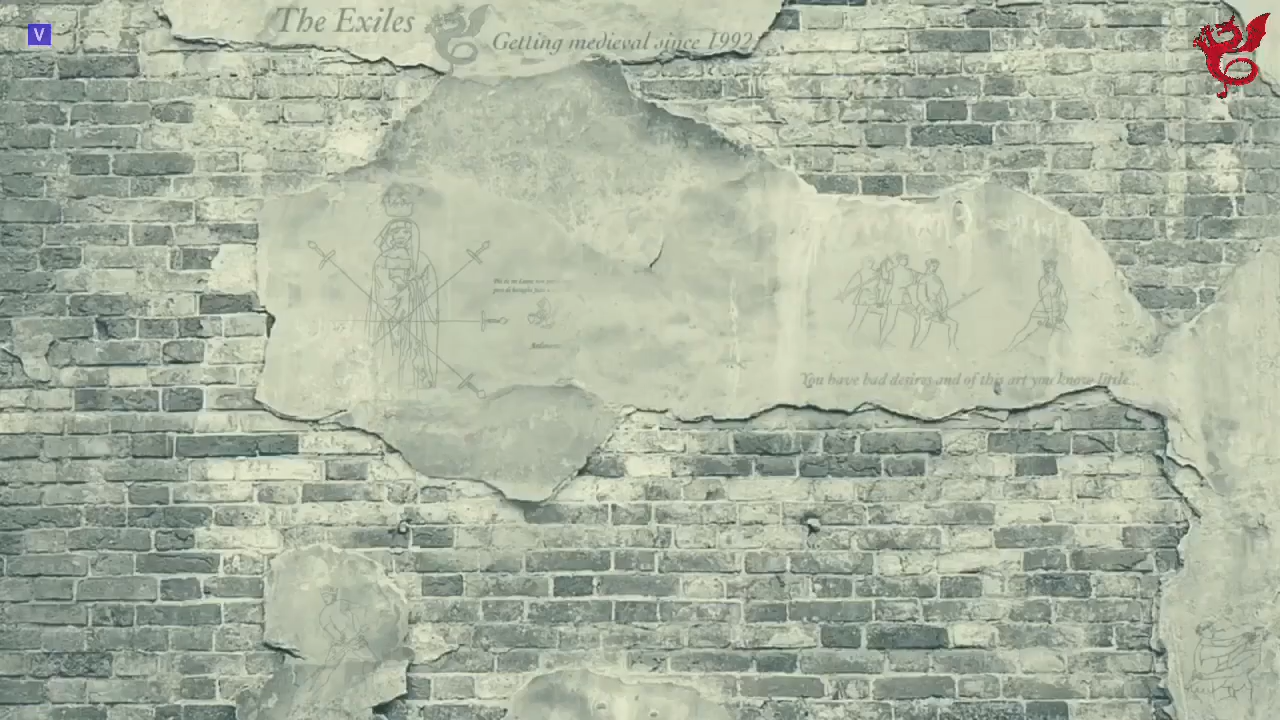 V
The Exiles
Getting medieval since 1992
You have bad desires and of this art you know little...